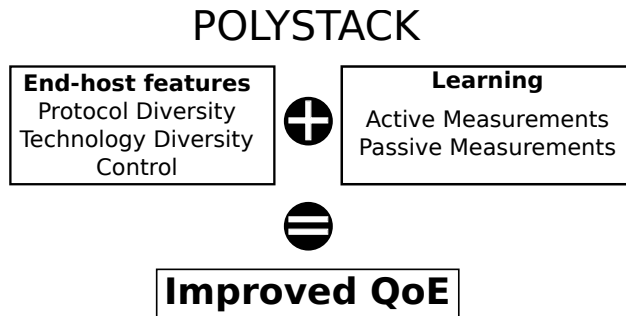 POLYSTACK
End-host features
Protocol Diversity
Technology Diversity
Control
Learning
Active Measurements
Passive Measurements
Improved QoE